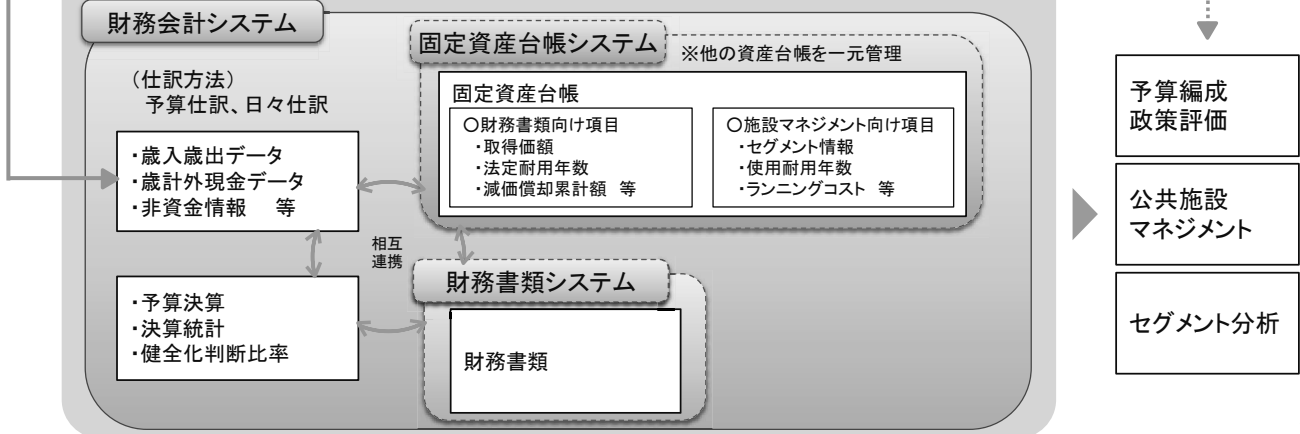 財務会計システム
(仕訳方法)
予算仕訳、日々仕訳
・歳入歳出データ
・歳計外現金データ
・非資金情報　等
固定資産台帳システム
※他の資産台帳を一元管理
固定資産台帳
○財務書類向け項目
・取得価額
・法定耐用年数
・減価償却累計額　等
○施設マネジメント向け項目
・セグメント情報
・使用耐用年数
・ランニングコスト　等
相互
連携
・予算決算
・決算統計
・健全化判断比率
財務書類システム
財務書類
予算編成
政策評価
公共施設
マネジメント
セグメント分析